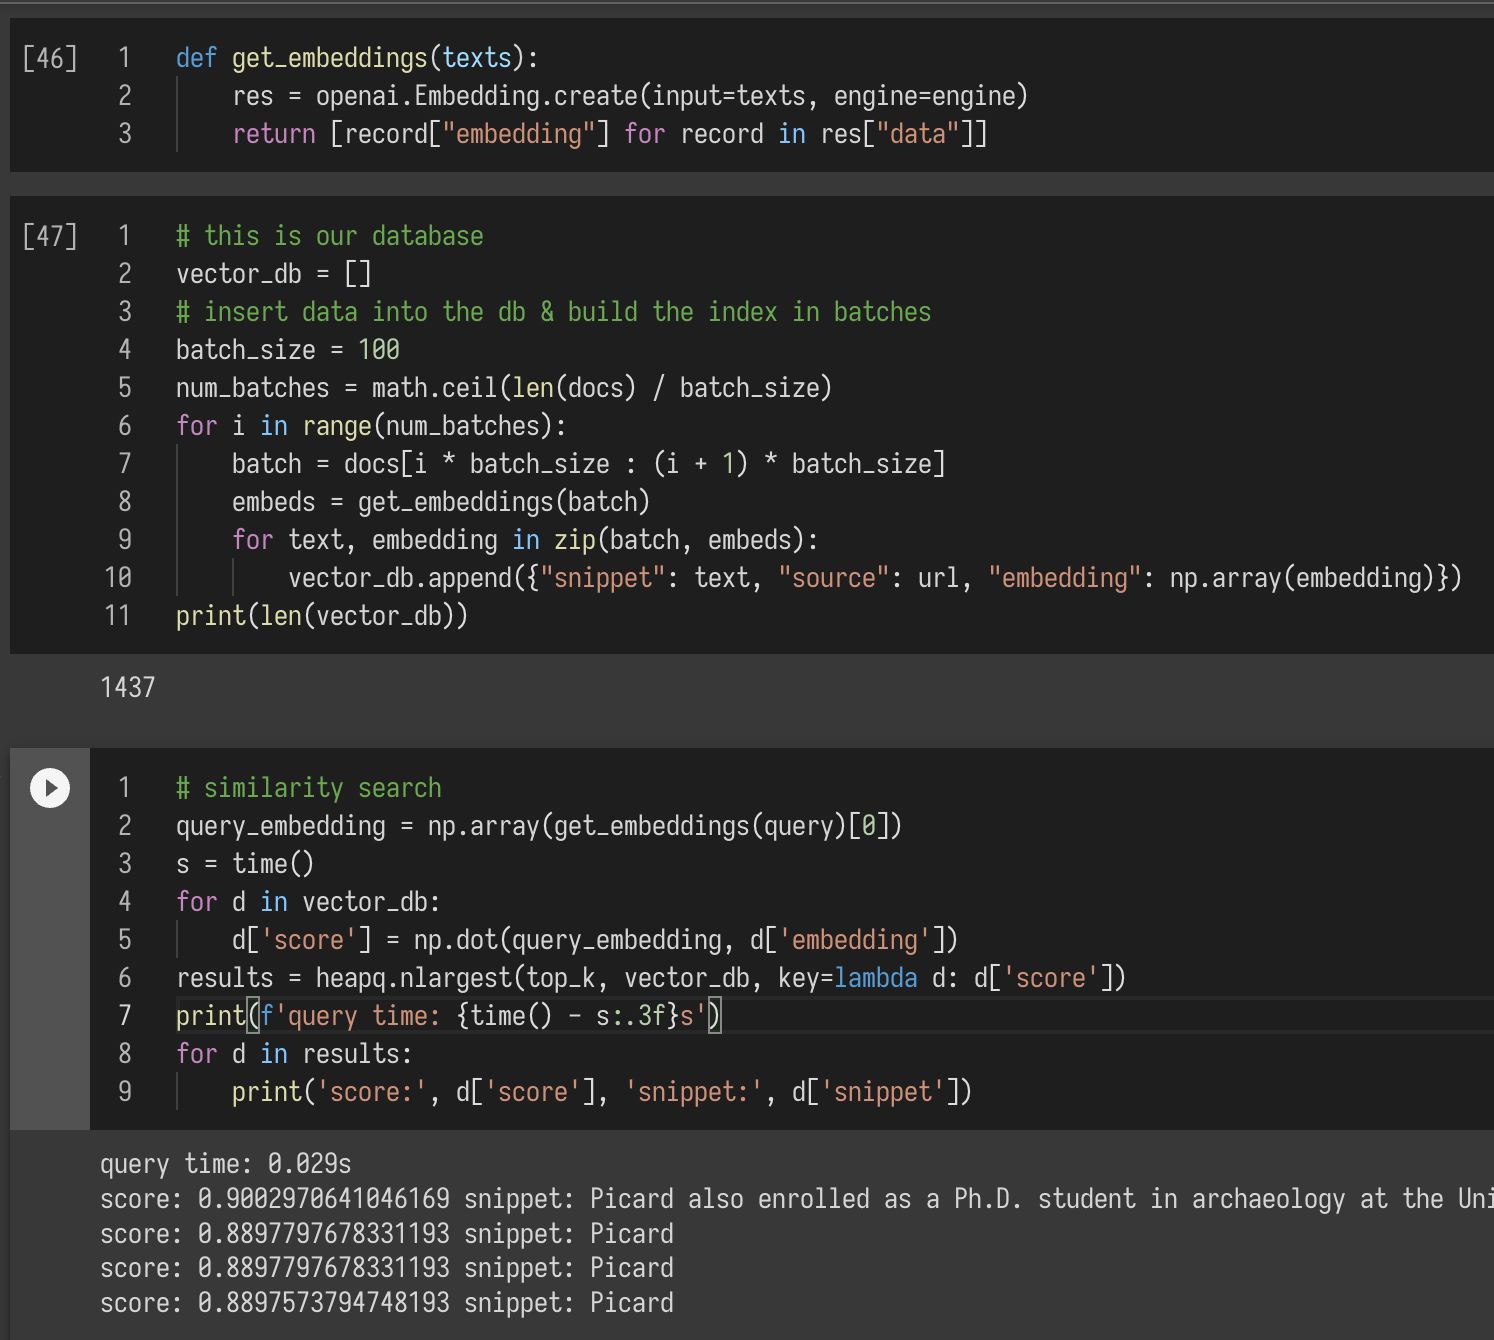 [46] 1 def get_embeddings(texts):
2 res = openai.Embedding.create(input=texts, engine=engine)
3 return [record["embedding"] for record in res["data"]]
[47] 1 # this is our database
2 vector_db = []
3 # insert data into the db & build the index in batches
4 batch_size = 100
5 num_batches = math.ceil(len(docs) / batch_size)
6 for i in range(num_batches):
7 batch = docs[i * batch_size : (i + 1) * batch_size]
8 embeds = get_embeddings(batch)
9 for text, embedding in zip(batch, embeds):
10 vector_db.append({"snippet": text, "source": url, "embedding": np.array(embedding)})
11 print(len(vector_db))
1437
1 # similarity search
2 query_embedding = np.array(get_embeddings(query)[0])
3 s = time()
4 for d in vector_db:
5 d['score'] = np.dot(query_embedding, d['embedding'])
6 results = heapq.nlargest(top_k, vector_db, key=lambda d: d['score'])
7 print(f'query time: {time() - s:.3f}s')
8 for d in results:
9 print('score:', d['score'], 'snippet:', d['snippet'])
query time: 0.029s
score: 0.9002970641046169 snippet: Picard also enrolled as a Ph.D. student in archaeology at the Uni
score: 0.8897797678331193 snippet: Picard
score: 0.8897797678331193 snippet: Picard
score: 0.8897573794748193 snippet: Picard